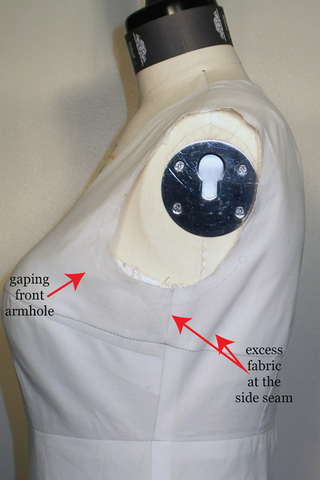 gaping
front
armhole
excess
fabric
at the
side seam